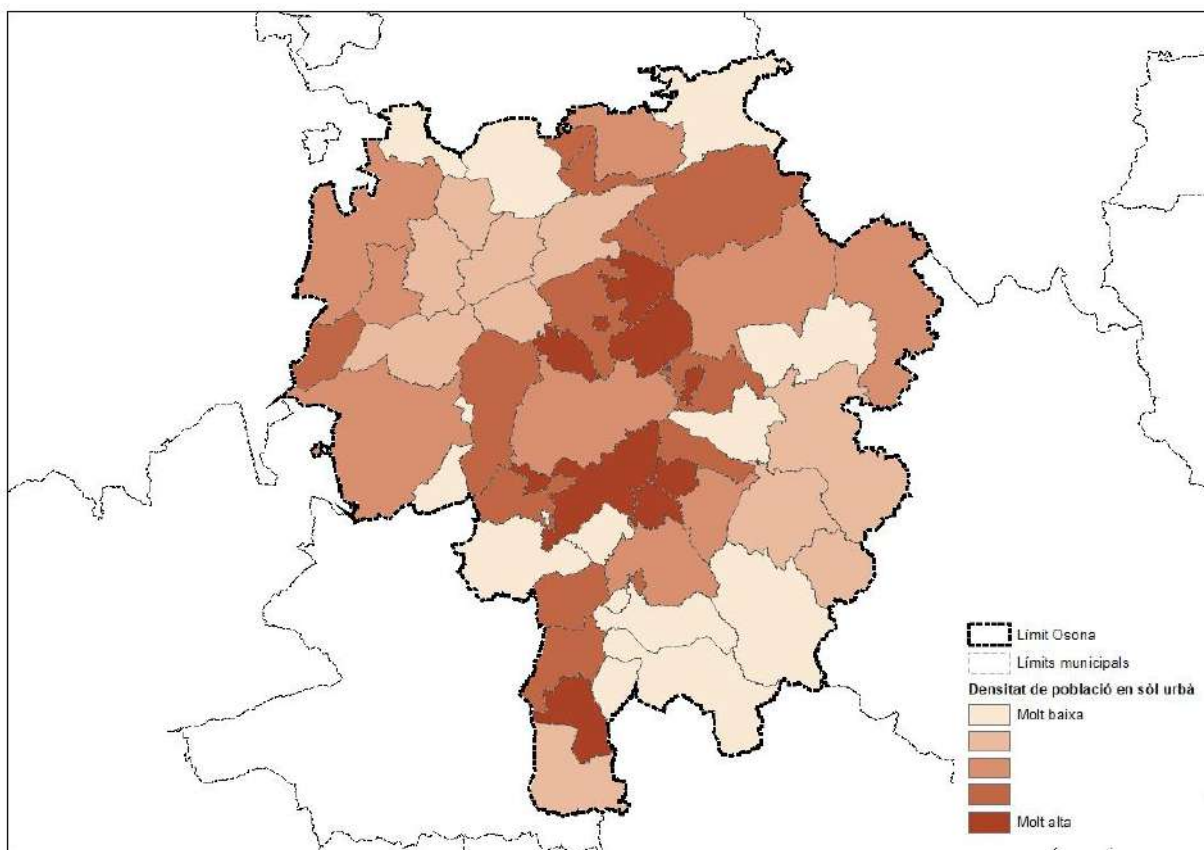 Límit Osona
Límits municipals
Densitat de població en sòl urbà
Molt baixa
Molt alta